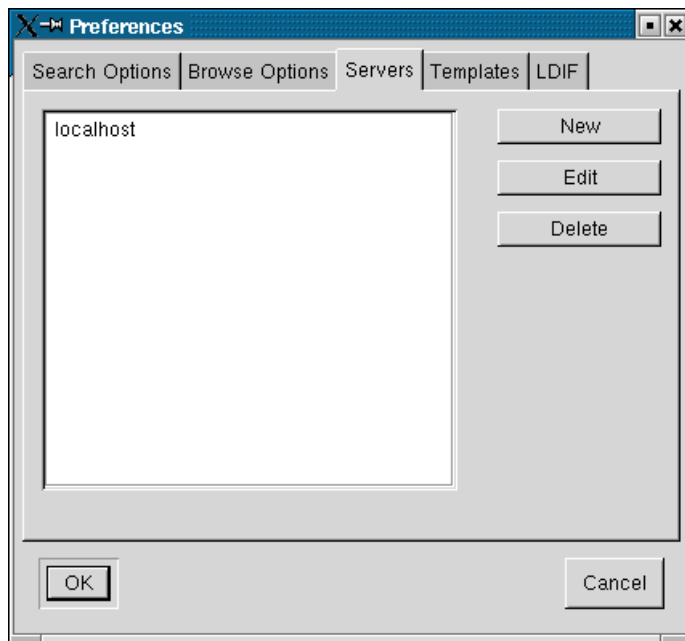 Preferences
Search Options Browse Options Servers Templates LDIF
localhost
New
Edit
Delete
OK
Cancel